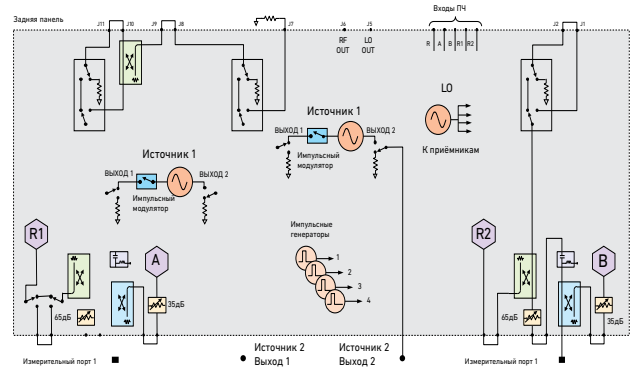 Входы ПЧ
Задняя панель
J11 J10 J9 J8 J7 J6 J5 J2 J1
RF OUT
LO OUT
R A B R1 R2
LO
К приёмникам
Источник 1
ВЫХОД 1
ВЫХОД 2
Импульсный
модулятор
Источник 1
ВЫХОД 1
ВЫХОД 2
Импульсный
модулятор
Импульсные
генераторы
1
2
3
4
R1
A
R2
B
65дБ
35дБ
65дБ
35дБ
Измерительный порт 1
Источник 2
Выход 1
Источник 2
Выход 2
Измерительный порт 1